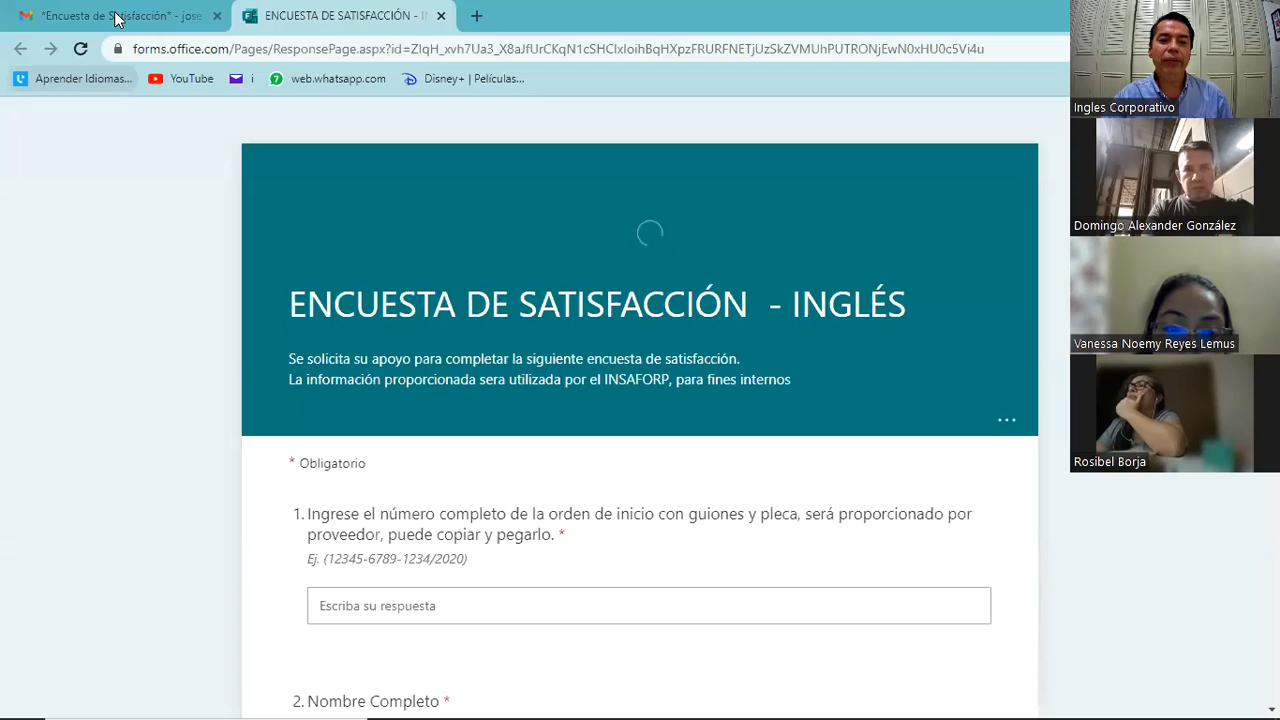 *Encuesta de Satisfacción* - jose
ENCUESTA DE SATISFACCIÓN - IN
forms.office.com/Pages/ResponsePage.aspx?id=ZIqH_xvh7Ua3_X8aJfUrCKqN1cSHCIxIoihBqHXpzFRURFNETjUzSkZVMUhPUTRONjEwN0xHU0c5Vi4u
Aprender Idiomas...
YouTube
i
web.whatsapp.com
Disney+ | Películas,...
ENCUESTA DE SATISFACCIÓN - INGLÉS
Se solicita su apoyo para completar la siguiente encuesta de satisfacción.
La información proporcionada sera utilizada por el INSAFORP, para fines internos
...
* Obligatorio
1. Ingrese el número completo de la orden de inicio con guiones y pleca, será proporcionado por
proveedor, puede copiar y pegarlo. *
Ej. (12345-6789-1234/2020)
Escriba su respuesta
2. Nombre Completo *
Ingles Corporativo
Domingo Alexander González
Vanessa Noemy Reyes Lemus
Rosibel Borja